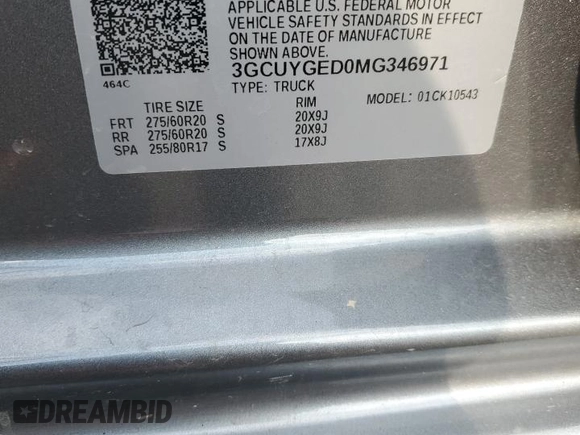 APPLICABLE U.S. FEDERAL MOTOR
VEHICLE SAFETY STANDARDS IN EFFECT
ON THE DATE OF MANUFACTURE
SHOWN ABOVE.
3GCUYGED0MG346971
TYPE: TRUCK MODEL: 01CK10543
464C
TIRE SIZE RIM
FRT 275/60R20 S 20X9J
RR 275/60R20 S 20X9J
SPA 255/80R17 S 17X8J
DREAMBID